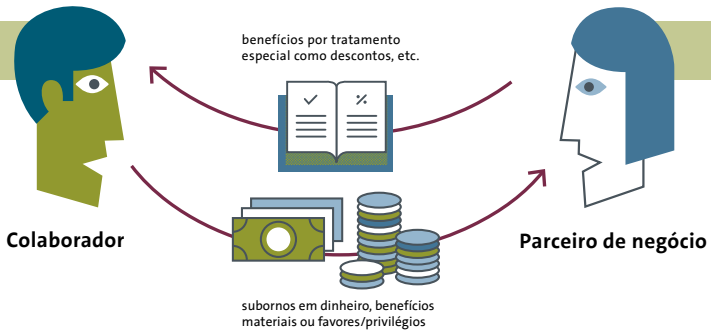 benefícios por tratamento
especial como descontos, etc.
%
Colaborador
Parceiro de negócio
subornos em dinheiro, benefícios
materiais ou favores/privilégios